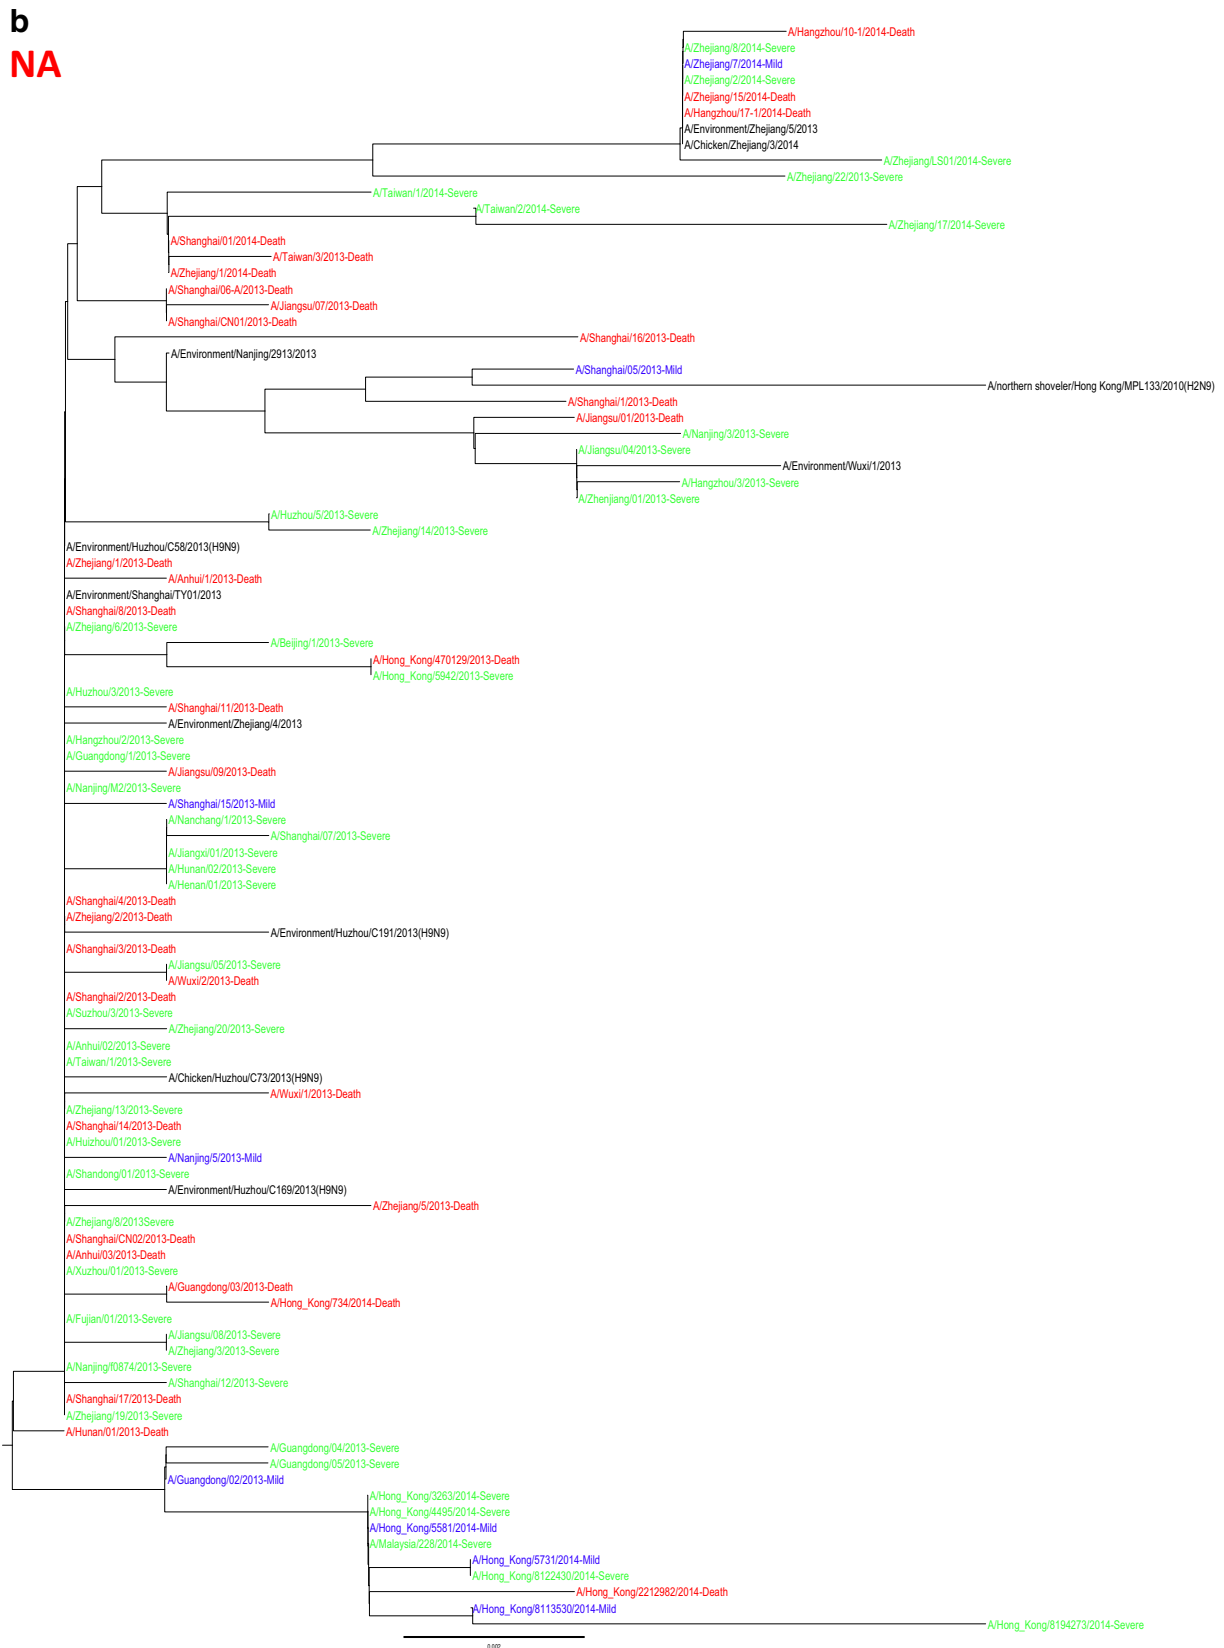 b
NA
A/Hangzhou/10-1/2014-Death
A/Zhejiang/8/2014-Severe
A/Zhejiang/7/2014-Mild
A/Zhejiang/2/2014-Severe
A/Zhejiang/15/2014-Death
A/Hangzhou/17-1/2014-Death
A/Environment/Zhejiang/5/2013
A/Chicken/Zhejiang/3/2014
A/Zhejiang/LS01/2014-Severe
A/Zhejiang/22/2013-Severe
A/Taiwan/1/2014-Severe
A/Taiwan/2/2014-Severe
A/Zhejiang/17/2014-Severe
A/Shanghai/01/2014-Death
A/Taiwan/3/2013-Death
A/Zhejiang/1/2014-Death
A/Shanghai/06-A/2013-Death
A/Jiangsu/07/2013-Death
A/Shanghai/CN01/2013-Death
A/Shanghai/16/2013-Death
A/Environment/Nanjing/2913/2013
A/Shanghai/05/2013-Mild
A/northern shoveler/Hong Kong/MPL133/2010(H2N9)
A/Shanghai/1/2013-Death
A/Jiangsu/01/2013-Death
A/Nanjing/3/2013-Severe
A/Jiangsu/04/2013-Severe
A/Environment/Wuxi/1/2013
A/Hangzhou/3/2013-Severe
A/Zhenjiang/01/2013-Severe
A/Huzhou/5/2013-Severe
A/Zhejiang/14/2013-Severe
A/Environment/Huzhou/C58/2013(H9N9)
A/Zhejiang/1/2013-Death
A/Anhui/1/2013-Death
A/Environment/Shanghai/TY01/2013
A/Shanghai/8/2013-Death
A/Zhejiang/6/2013-Severe
A/Beijing/1/2013-Severe
A/Hong_Kong/470129/2013-Death
A/Hong_Kong/5942/2013-Severe
A/Huzhou/3/2013-Severe
A/Shanghai/11/2013-Death
A/Environment/Zhejiang/4/2013
A/Hangzhou/2/2013-Severe
A/Guangdong/1/2013-Severe
A/Jiangsu/09/2013-Death
A/Nanjing/M2/2013-Severe
A/Shanghai/15/2013-Mild
A/Nanchang/1/2013-Severe
A/Shanghai/07/2013-Severe
A/Jiangxi/01/2013-Severe
A/Hunan/02/2013-Severe
A/Henan/01/2013-Severe
A/Shanghai/4/2013-Death
A/Zhejiang/2/2013-Death
A/Environment/Huzhou/C191/2013(H9N9)
A/Shanghai/3/2013-Death
A/Jiangsu/05/2013-Severe
A/Wuxi/2/2013-Death
A/Shanghai/2/2013-Death
A/Suzhou/3/2013-Severe
A/Zhejiang/20/2013-Severe
A/Anhui/02/2013-Severe
A/Taiwan/1/2013-Severe
A/Chicken/Huzhou/C73/2013(H9N9)
A/Wuxi/1/2013-Death
A/Zhejiang/13/2013-Severe
A/Shanghai/14/2013-Death
A/Huizhou/01/2013-Severe
A/Nanjing/5/2013-Mild
A/Shandong/01/2013-Severe
A/Environment/Huzhou/C169/2013(H9N9)
A/Zhejiang/5/2013-Death
A/Zhejiang/8/2013Severe
A/Shanghai/CN02/2013-Death
A/Anhui/03/2013-Death
A/Xuzhou/01/2013-Severe
A/Guangdong/03/2013-Death
A/Hong_Kong/734/2014-Death
A/Fujian/01/2013-Severe
A/Jiangsu/08/2013-Severe
A/Zhejiang/3/2013-Severe
A/Nanjing/f0874/2013-Severe
A/Shanghai/12/2013-Severe
A/Shanghai/17/2013-Death
A/Zhejiang/19/2013-Severe
A/Hunan/01/2013-Death
A/Guangdong/04/2013-Severe
A/Guangdong/05/2013-Severe
A/Guangdong/02/2013-Mild
A/Hong_Kong/3263/2014-Severe
A/Hong_Kong/4495/2014-Severe
A/Hong_Kong/5581/2014-Mild
A/Malaysia/228/2014-Severe
A/Hong_Kong/5731/2014-Mild
A/Hong_Kong/8122430/2014-Severe
A/Hong_Kong/2212982/2014-Death
A/Hong_Kong/8113530/2014-Mild
A/Hong_Kong/8194273/2014-Severe
0.002